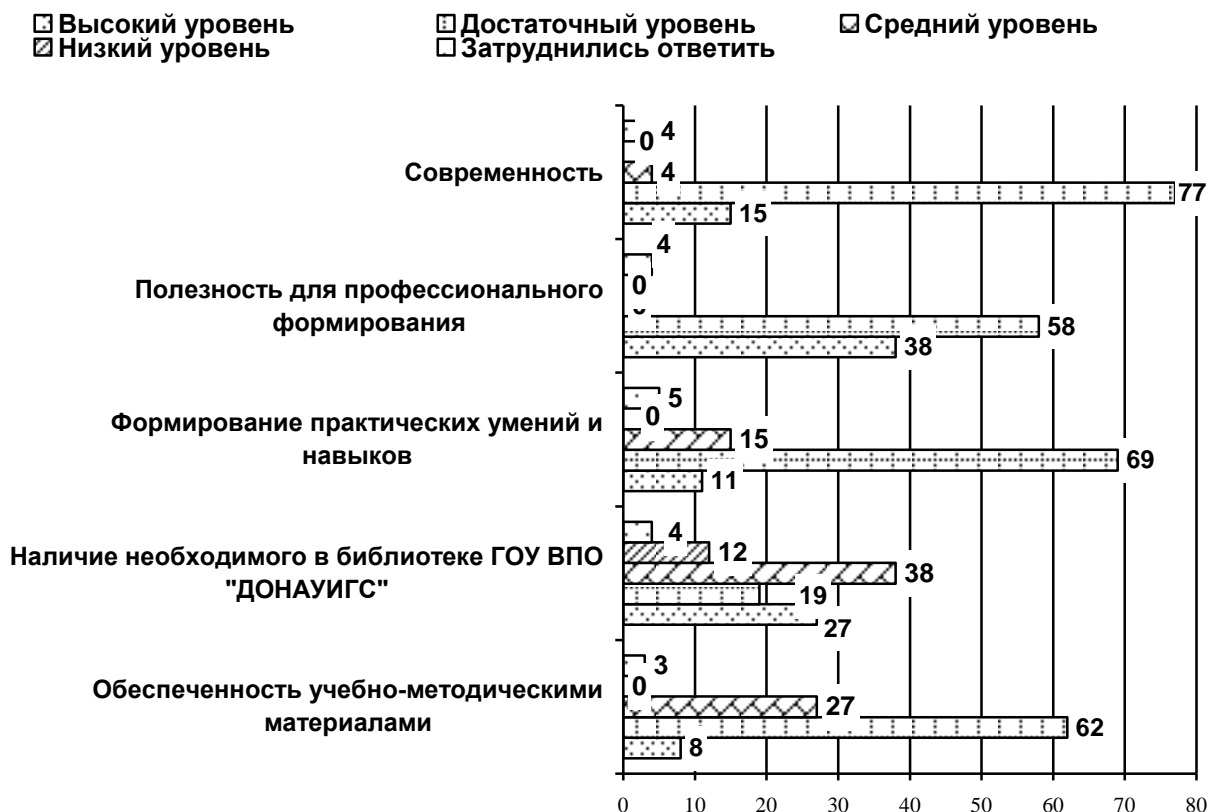 Высокий уровень Достаточный уровень Средний уровень
Низкий уровень Затруднились ответить
4
0
Современность
4
77
15
4
0
Полезность для профессионального
формирования
58
38
5
0
Формирование практических умений и
навыков
15
69
11
4
12
Наличие необходимого в библиотеке ГОУ ВПО
"ДОНАУИГС"
38
19
27
3
0
Обеспеченность учебно-методическими
материалами
27
62
8
0 10 20 30 40 50 60 70 80